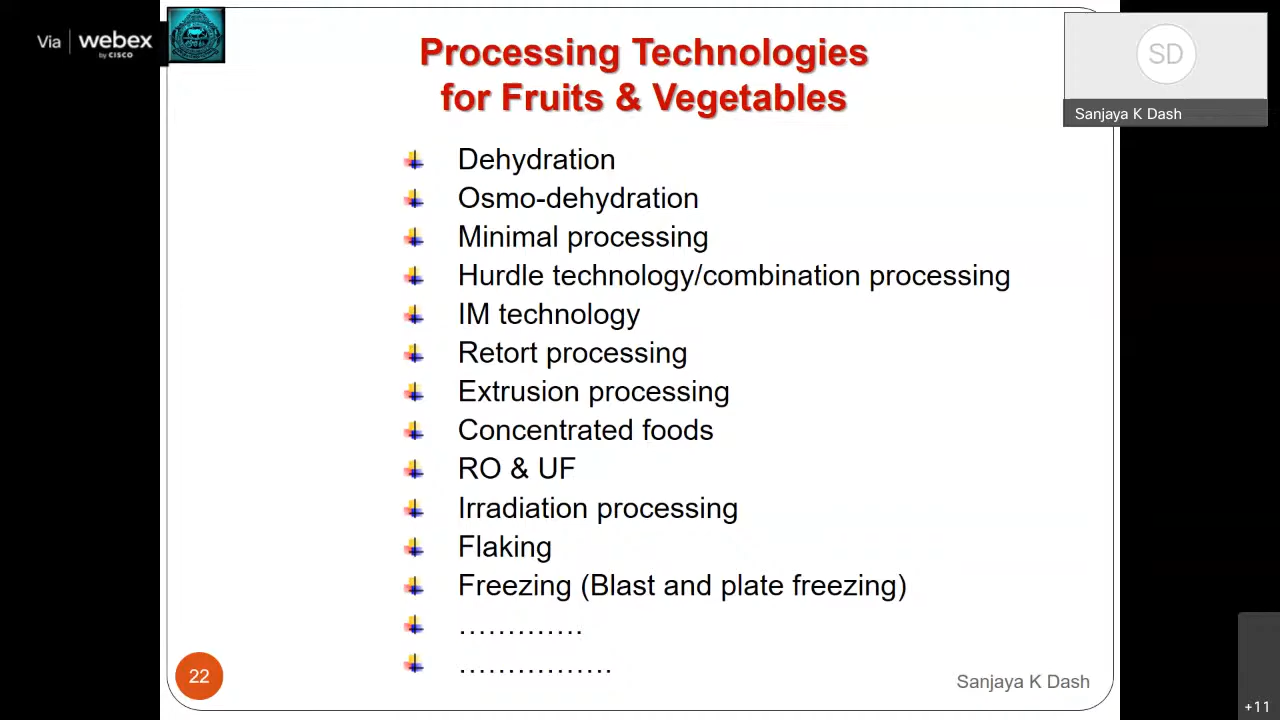 Via webex
by CISCO
Processing Technologies
for Fruits & Vegetables
SD
Sanjaya K Dash
Dehydration
Osmo-dehydration
Minimal processing
Hurdle technology/combination processing
IM technology
Retort processing
Extrusion processing
Concentrated foods
RO & UF
Irradiation processing
Flaking
Freezing (Blast and plate freezing)
.............
................
22
Sanjaya K Dash
+11